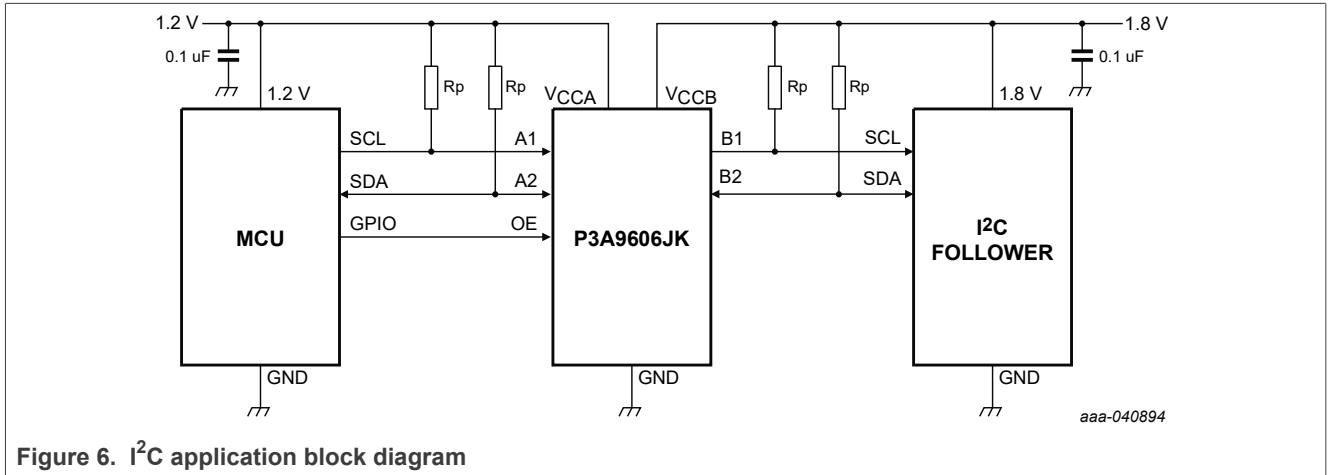 1.2 V
1.8 V
0.1 uF
0.1 uF
Rp
Rp
VCCA
VCCB
Rp
Rp
1.2 V
1.8 V
SCL
A1
B1
SCL
SDA
A2
B2
SDA
GPIO
OE
MCU
P3A9606JK
I2C
FOLLOWER
GND
GND
GND
aaa-040894
Figure 6. I2C application block diagram